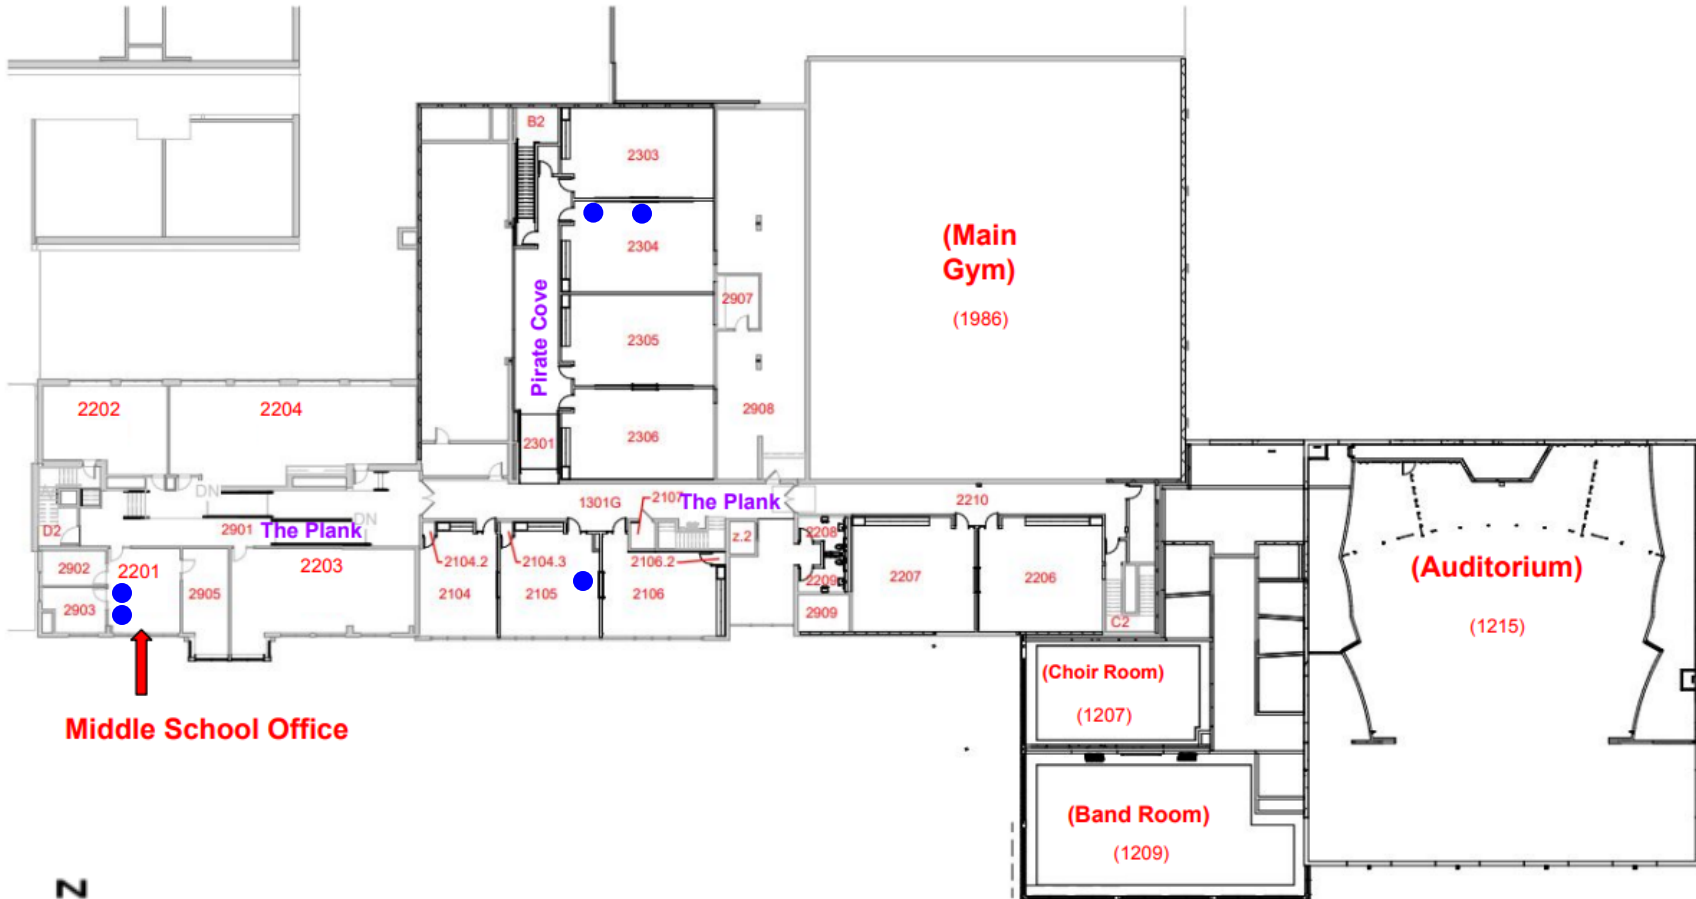 B2
2303
2304
(Main
Gym)
(1986)
2907
2305
Pirate Cove
2202
2204
2908
2306
2301
DN
1301G
2107
The Plank
2210
DN
D2
2901
The Plank
z.2
2208
2902
2201
2203
2104.2
2104.3
2106.2
2209
2207
2206
(Auditorium)
2903
2905
2104
2105
2106
2909
C2
(1215)
(Choir Room)
(1207)
Middle School Office
(Band Room)
(1209)
Z